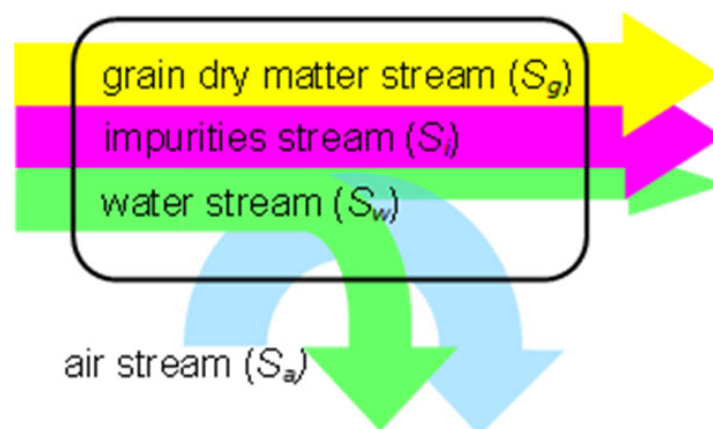 grain dry matter stream (Sg)
impurities stream (Si)
water stream (Sw)
air stream (Sa)